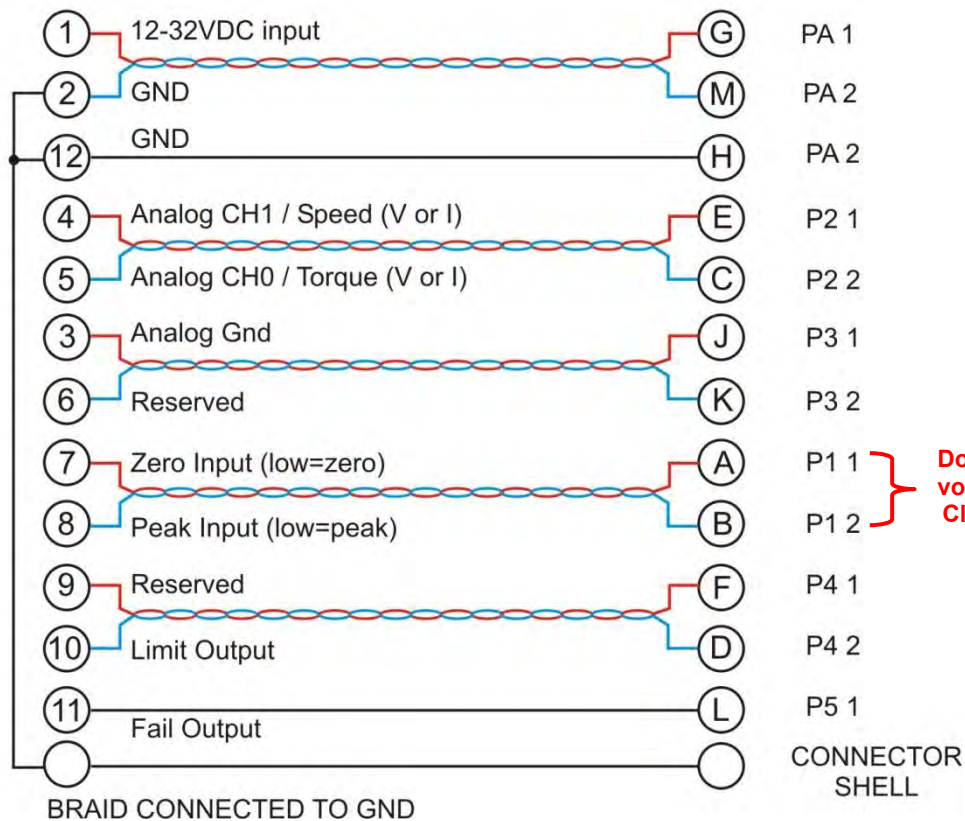 1 12-32VDC input G PA 1
2 GND M PA 2
GND
12 H PA 2
4 Analog CH1 / Speed (V or I) E P2 1
5 Analog CH0 / Torque (V or I) C P2 2
3 Analog Gnd J P3 1
6 Reserved K P3 2
7 Zero Input (low=zero) A P1 1
8 Peak Input (low=peak) B P1 2
9 Reserved F P4 1
10 Limit Output D P4 2
11 L P5 1
Fail Output
CONNECTOR
SHELL
BRAID CONNECTED TO GND